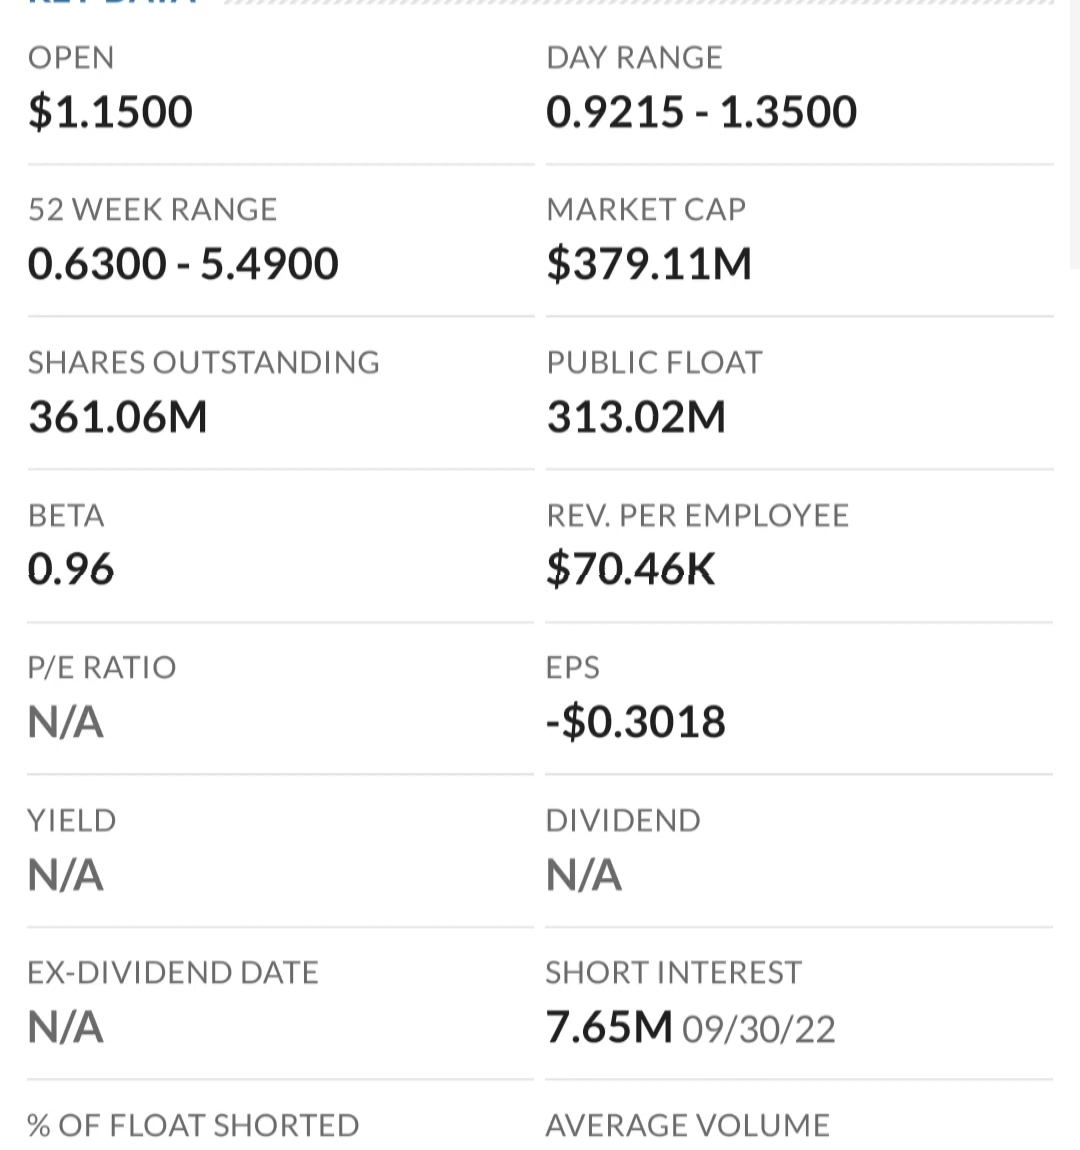 OPEN
$1.1500
DAY RANGE
0.9215 - 1.3500
52 WEEK RANGE
0.6300 - 5.4900
MARKET CAP
$379.11M
SHARES OUTSTANDING
361.06M
PUBLIC FLOAT
313.02M
BETA
0.96
REV. PER EMPLOYEE
$70.46K
P/E RATIO
N/A
EPS
-$0.3018
YIELD
N/A
DIVIDEND
N/A
EX-DIVIDEND DATE
N/A
SHORT INTEREST
7.65M 09/30/22
% OF FLOAT SHORTED
AVERAGE VOLUME